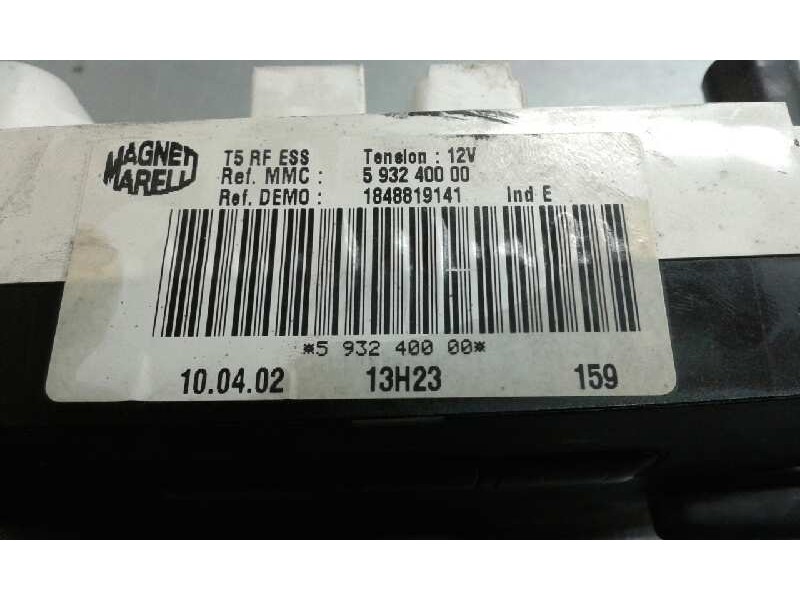 MAGNETI
MARELLI
T5 RF ESS Tension : 12V
Ref. MMC : 5 932 400 00
Ref. DEMO : 1848819141 Ind E
*5 932 400 00*
10.04.02 13H23 159